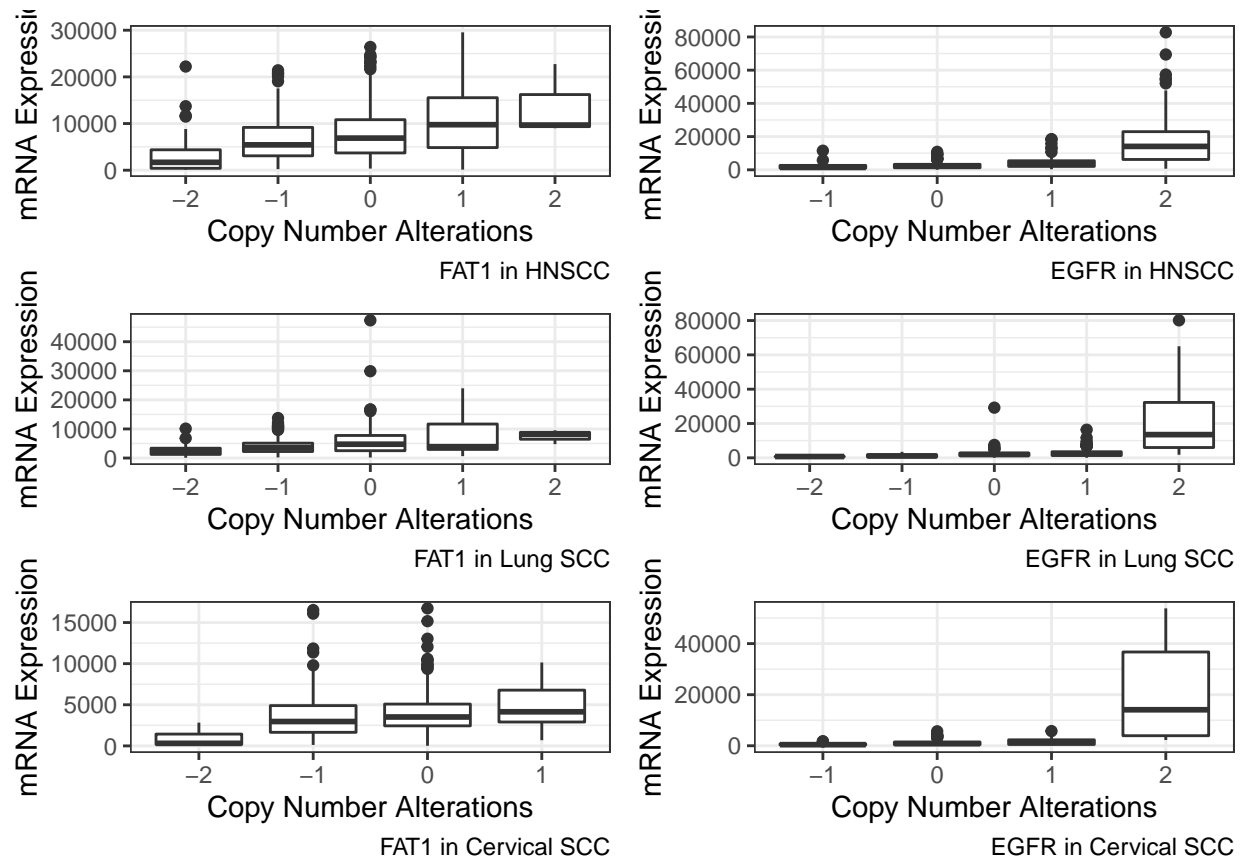 mRNA Expressio
30000
20000
10000
0
−2 −1 0 1 2
Copy Number Alterations
FAT1 in HNSCC
mRNA Expressio
80000
60000
40000
20000
0
−1 0 1 2
Copy Number Alterations
EGFR in HNSCC
mRNA Expression
40000
30000
20000
10000
0
−2 −1 0 1 2
Copy Number Alterations
FAT1 in Lung SCC
mRNA Expression
80000
60000
40000
20000
0
−2 −1 0 1 2
Copy Number Alterations
EGFR in Lung SCC
mRNA Expression
15000
10000
5000
0
−2 −1 0 1
Copy Number Alterations
FAT1 in Cervical SCC
mRNA Expression
40000
20000
0
−1 0 1 2
Copy Number Alterations
EGFR in Cervical SCC